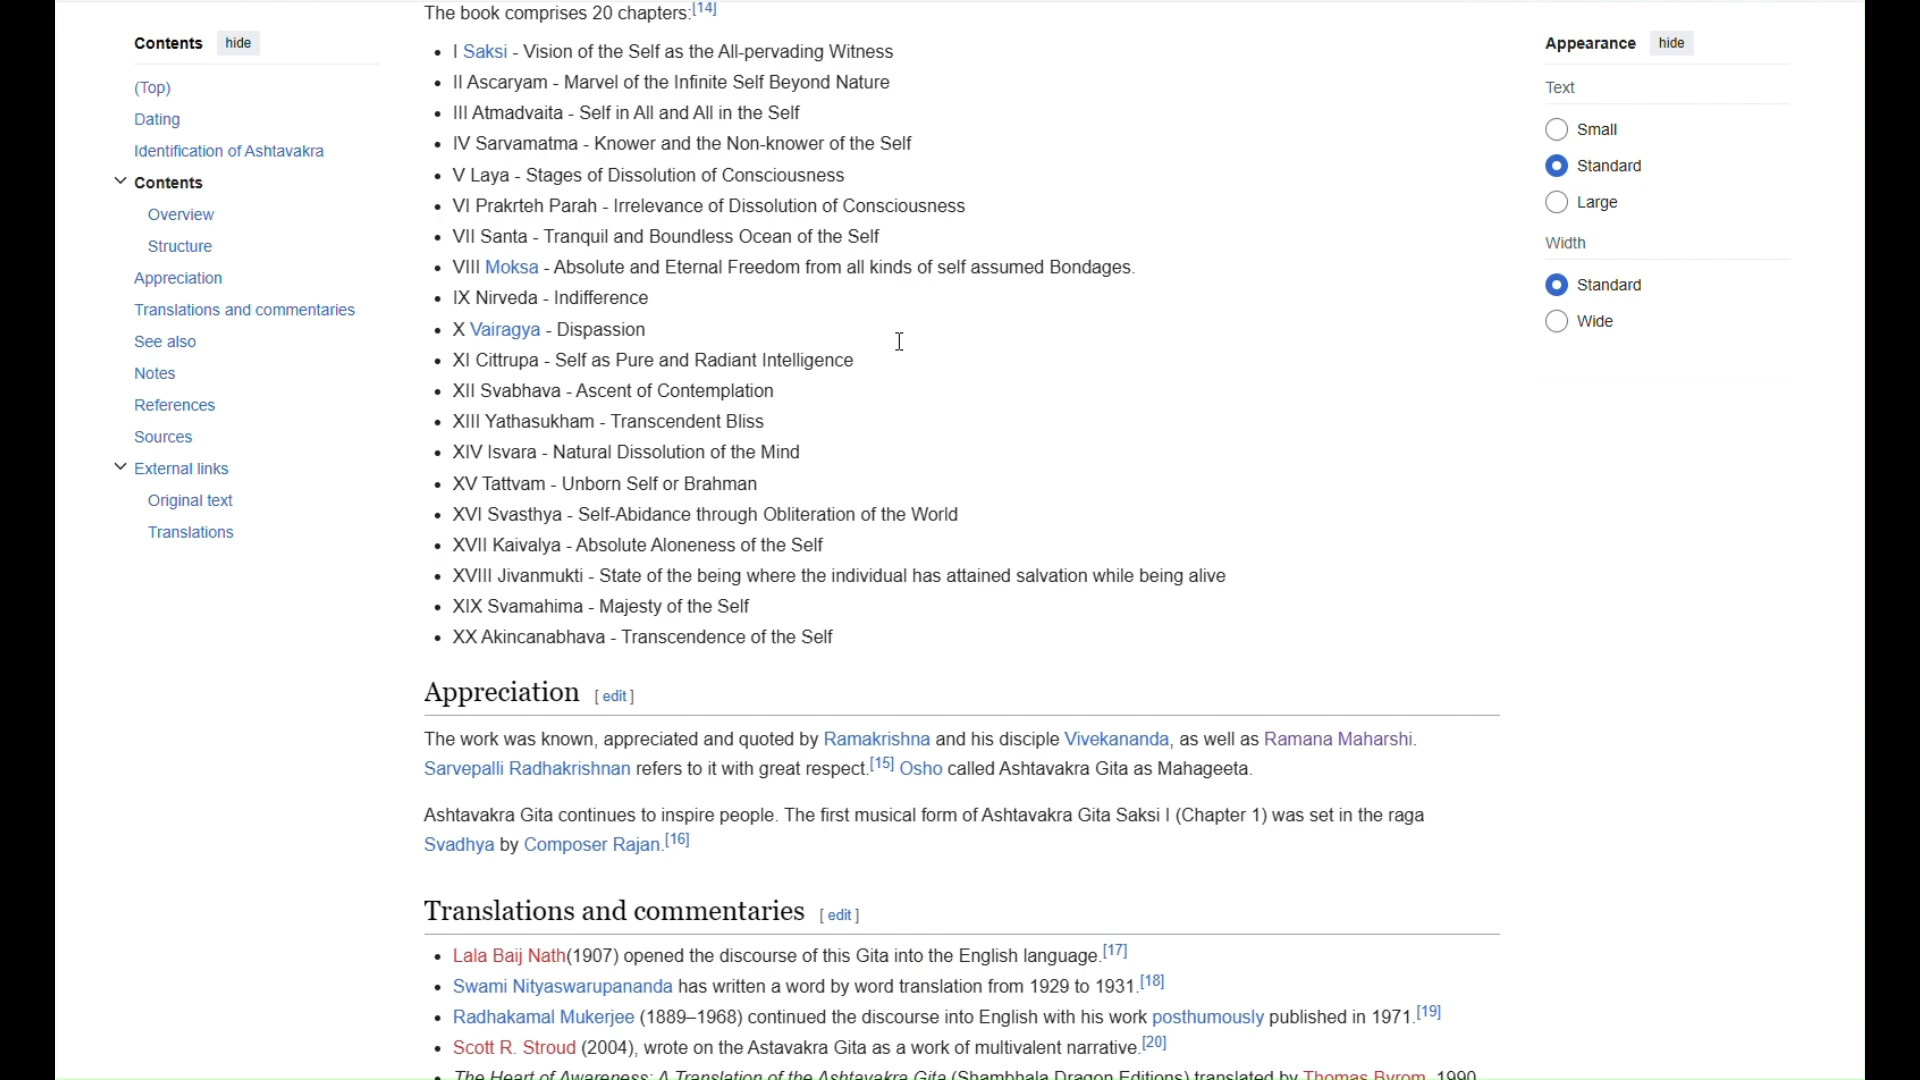 The book comprises 20 chapters:[14]
Contents hide
(Top)
Dating
Identification of Ashtavakra
Contents
Overview
Structure
Appreciation
Translations and commentaries
See also
Notes
References
Sources
External links
Original text
Translations
• I Saksi - Vision of the Self as the All-pervading Witness
• II Ascaryam - Marvel of the Infinite Self Beyond Nature
• III Atmadvaita - Self in All and All in the Self
• IV Sarvamatma - Knower and the Non-knower of the Self
• V Laya - Stages of Dissolution of Consciousness
• VI Prakrteh Parah - Irrelevance of Dissolution of Consciousness
• VII Santa - Tranquil and Boundless Ocean of the Self
• VIII Moksa - Absolute and Eternal Freedom from all kinds of self assumed Bondages.
• IX Nirveda - Indifference
• X Vairagya - Dispassion
• XI Cittrupa - Self as Pure and Radiant Intelligence
• XII Svabhava - Ascent of Contemplation
• XIII Yathasukham - Transcendent Bliss
• XIV Isvara - Natural Dissolution of the Mind
• XV Tattvam - Unborn Self or Brahman
• XVI Svasthya - Self-Abidance through Obliteration of the World
• XVII Kaivalya - Absolute Aloneness of the Self
• XVIII Jivanmukti - State of the being where the individual has attained salvation while being alive
• XIX Svamahima - Majesty of the Self
• XX Akincanabhava - Transcendence of the Self
Appreciation [ edit ]
The work was known, appreciated and quoted by Ramakrishna and his disciple Vivekananda, as well as Ramana Maharshi.
Sarvepalli Radhakrishnan refers to it with great respect.[15] Osho called Ashtavakra Gita as Mahageeta.
Ashtavakra Gita continues to inspire people. The first musical form of Ashtavakra Gita Saksi I (Chapter 1) was set in the raga
Svadhya by Composer Rajan.[16]
Translations and commentaries [ edit ]
• Lala Baij Nath(1907) opened the discourse of this Gita into the English language.[17]
• Swami Nityaswarupananda has written a word by word translation from 1929 to 1931.[18]
• Radhakamal Mukerjee (1889–1968) continued the discourse into English with his work posthumously published in 1971.[19]
• Scott R. Stroud (2004), wrote on the Astavakra Gita as a work of multivalent narrative.[20]
• The Heart of Awareness: A Translation of the Ashtavakra Gita (Shambhala Dragon Editions) translated by Thomas Byrom, 1990
Appearance hide
Text
Small
Standard
Large
Width
Standard
Wide